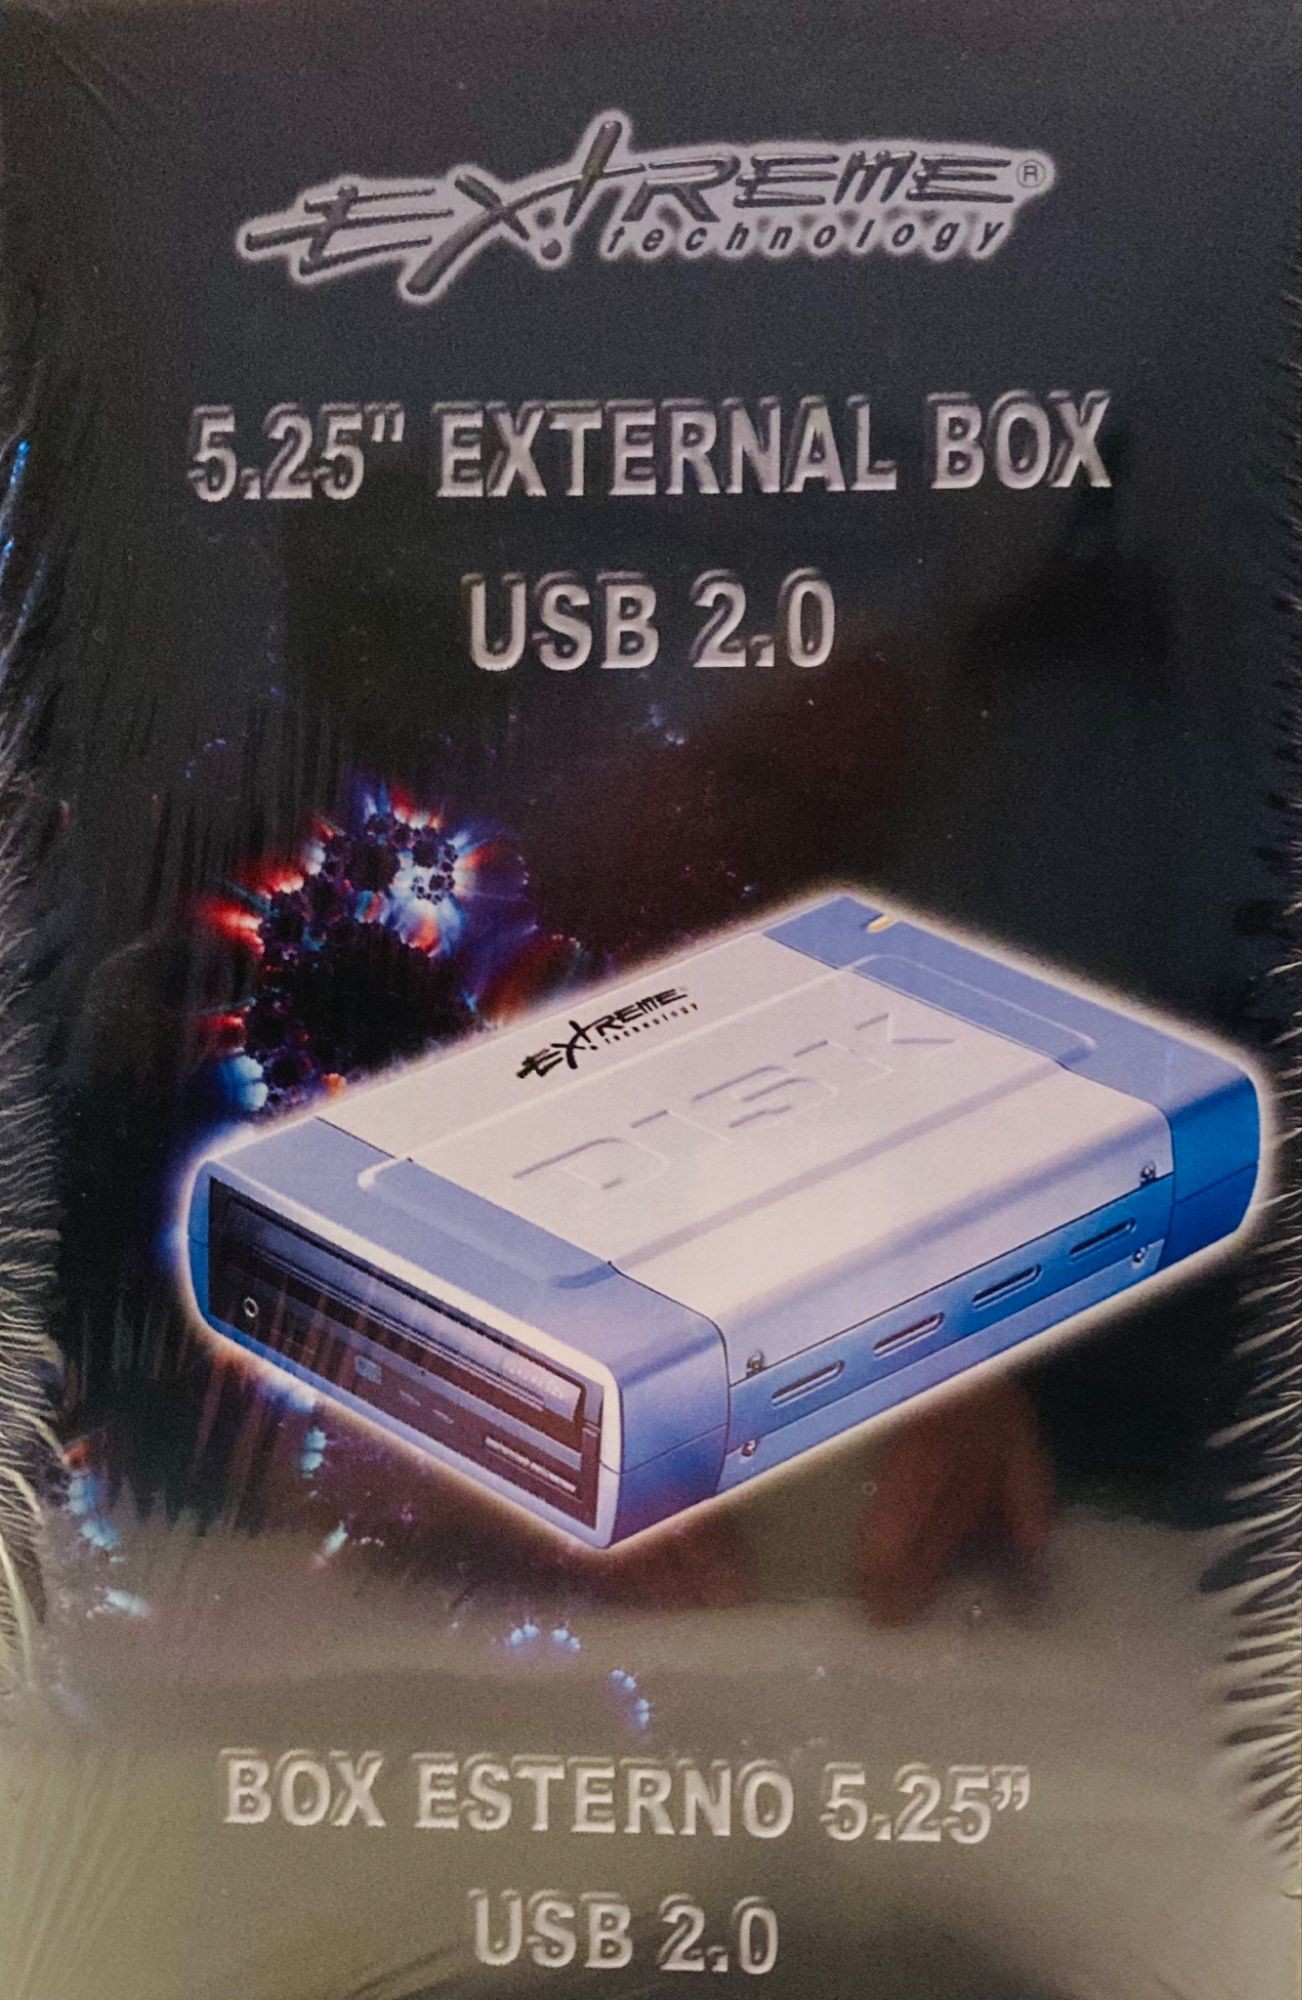 EXTREME®
technology
5.25" EXTERNAL BOX
USB 2.0
EXTREME
technology
DISK
BOX ESTERNO 5.25”
USB 2.0